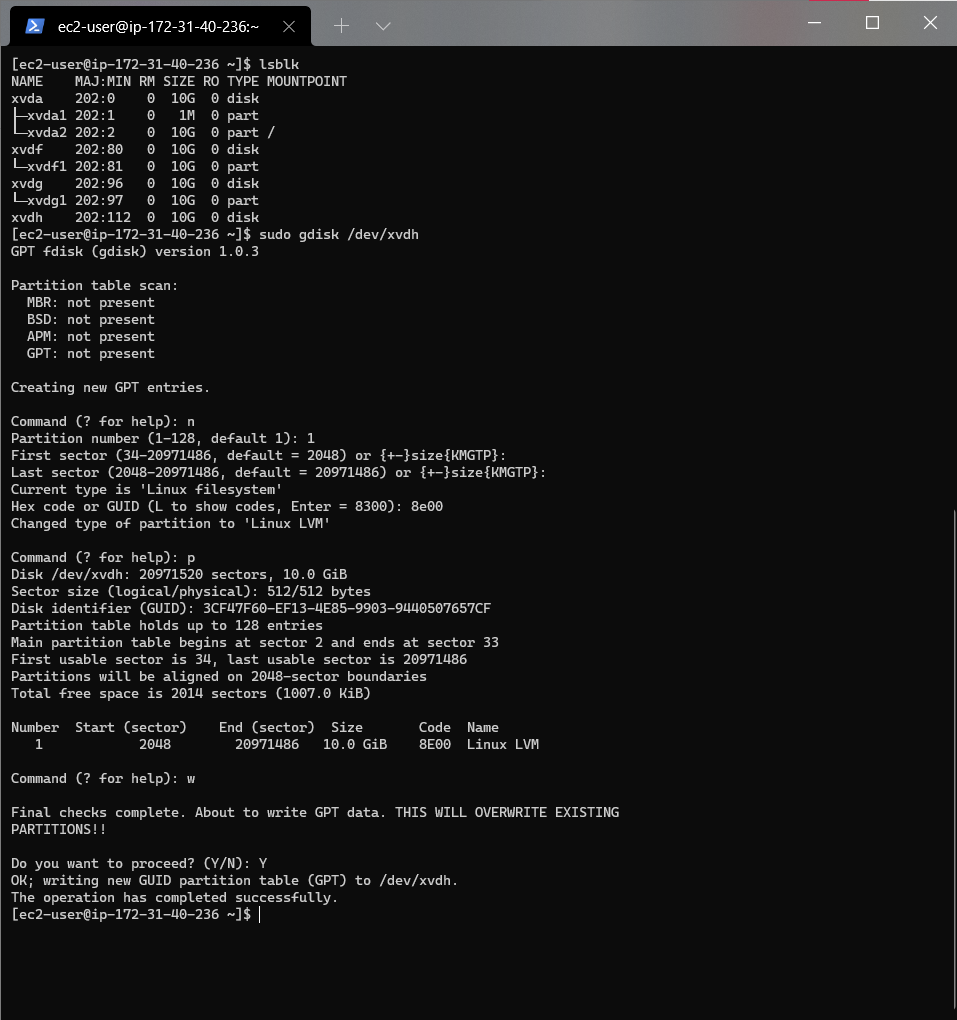 ec2-user@ip-172-31-40-236:~
[ec2-user@ip-172-31-40-236 ~]$ lsblk
NAME    MAJ:MIN RM SIZE RO TYPE MOUNTPOINT
xvda    202:0    0  10G  0 disk
├─xvda1 202:1    0   1M  0 part
└─xvda2 202:2    0  10G  0 part /
xvdf    202:80   0  10G  0 disk
└─xvdf1 202:81   0  10G  0 part
xvdg    202:96   0  10G  0 disk
└─xvdg1 202:97   0  10G  0 part
xvdh    202:112  0  10G  0 disk
[ec2-user@ip-172-31-40-236 ~]$ sudo gdisk /dev/xvdh
GPT fdisk (gdisk) version 1.0.3

Partition table scan:
  MBR: not present
  BSD: not present
  APM: not present
  GPT: not present

Creating new GPT entries.

Command (? for help): n
Partition number (1-128, default 1): 1
First sector (34-20971486, default = 2048) or {+-}size{KMGTP}:
Last sector (2048-20971486, default = 20971486) or {+-}size{KMGTP}:
Current type is 'Linux filesystem'
Hex code or GUID (L to show codes, Enter = 8300): 8e00
Changed type of partition to 'Linux LVM'

Command (? for help): p
Disk /dev/xvdh: 20971520 sectors, 10.0 GiB
Sector size (logical/physical): 512/512 bytes
Disk identifier (GUID): 3CF47F60-EF13-4E85-9903-9440507657CF
Partition table holds up to 128 entries
Main partition table begins at sector 2 and ends at sector 33
First usable sector is 34, last usable sector is 20971486
Partitions will be aligned on 2048-sector boundaries
Total free space is 2014 sectors (1007.0 KiB)

Number  Start (sector)    End (sector)  Size       Code  Name
   1            2048        20971486   10.0 GiB    8E00  Linux LVM

Command (? for help): w

Final checks complete. About to write GPT data. THIS WILL OVERWRITE EXISTING
PARTITIONS!!

Do you want to proceed? (Y/N): Y
OK; writing new GUID partition table (GPT) to /dev/xvdh.
The operation has completed successfully.
[ec2-user@ip-172-31-40-236 ~]$